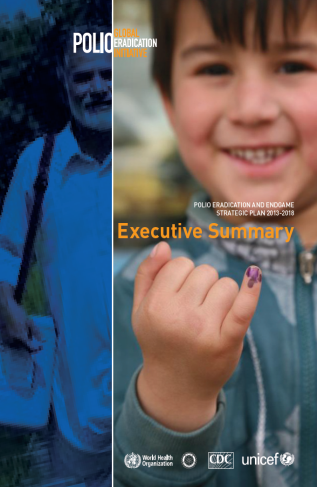 POLIO GLOBAL
ERADICATION
INITIATIVE
POLIO ERADICATION AND ENDGAME
STRATEGIC PLAN 2013-2018
Executive Summary
World Health
Organization
CDC
unicef